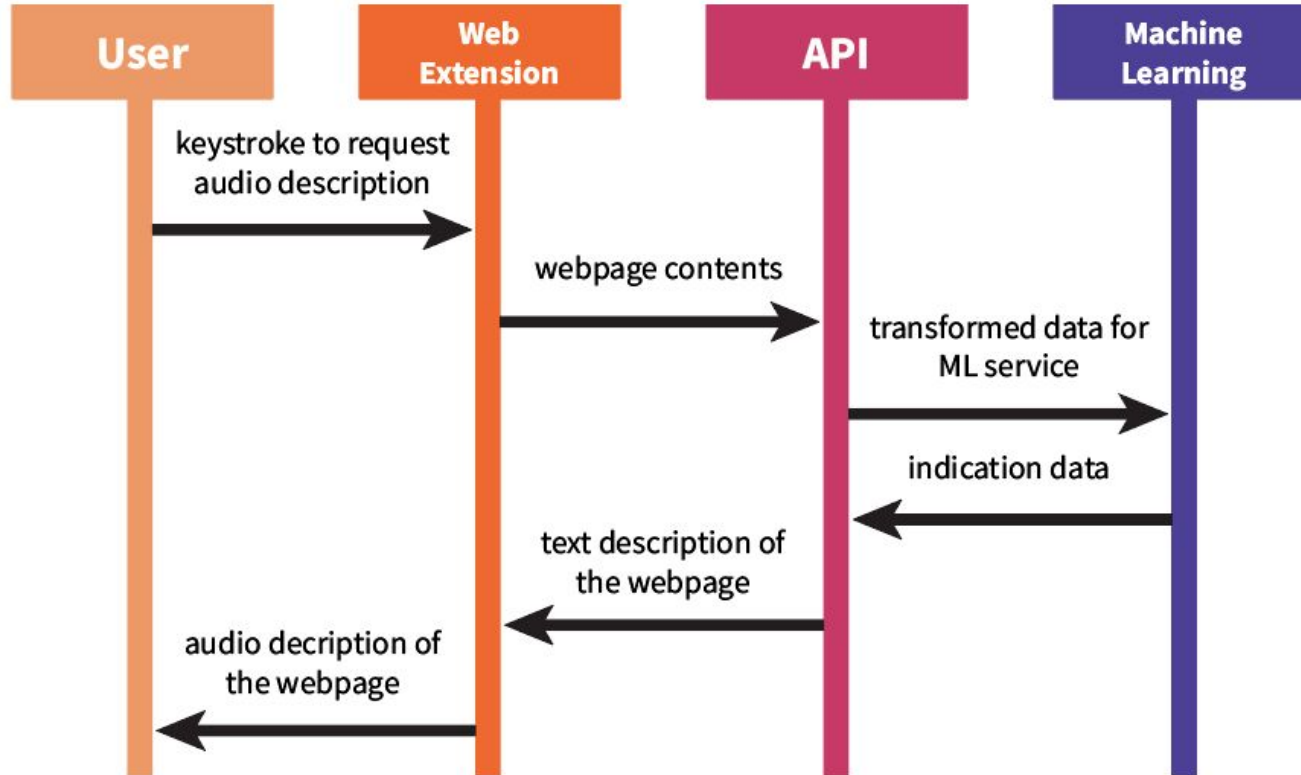 User
Web
Extension
API
Machine
Learning
keystroke to request
audio description
webpage contents
transformed data for
ML service
indication data
text description of
the webpage
audio decription of
the webpage